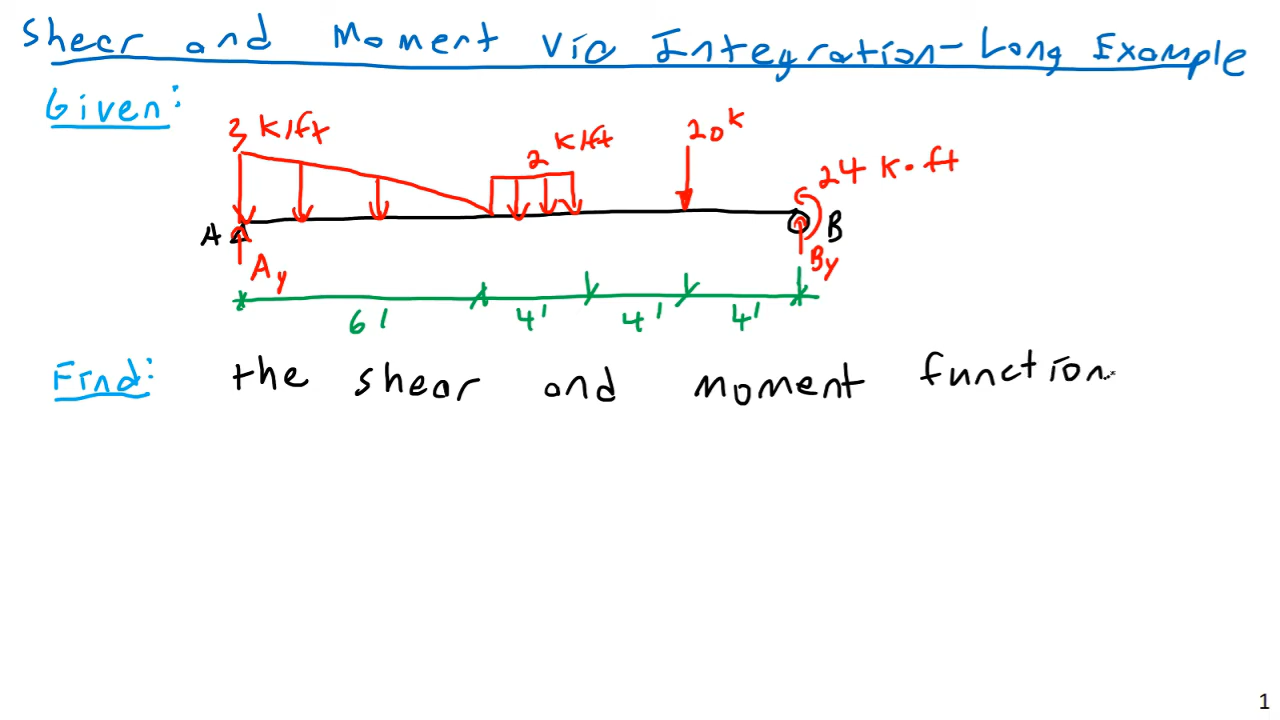 Shear and Moment Via Integration - Long Example
Given:
3 k/ft
2 k/ft
20 k
24 k·ft
A
B
Ay
By
6'
4'
4'
4'
Find: the shear and moment function
1